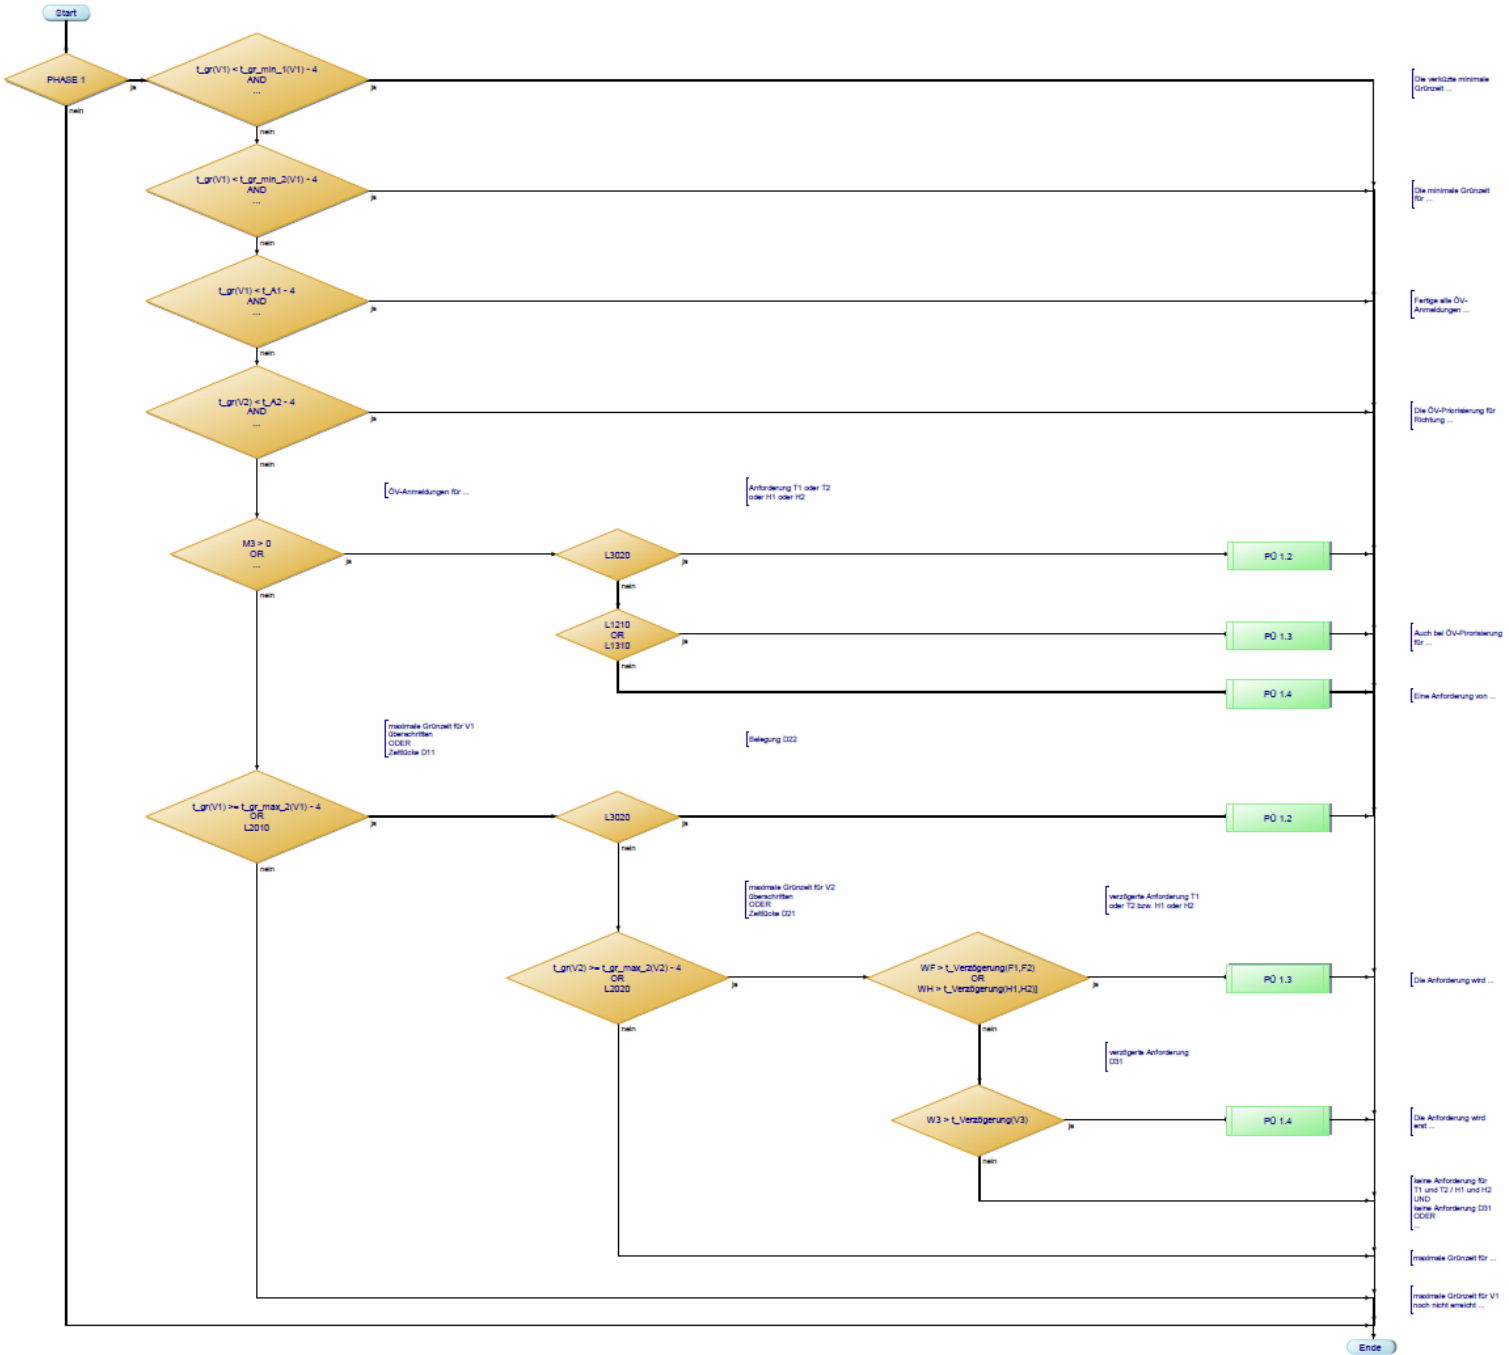 Start
PHASE 1
ja
nein
t_gr(V1) < t_gr_min_1(V1) - 4
AND
...
ja
nein
Die verkürzte minimale
Grünzeit ...
t_gr(V1) < t_gr_min_2(V1) - 4
AND
...
ja
nein
Die minimale Grünzeit
für ...
t_gr(V1) < t_A1 - 4
AND
...
ja
nein
Fertige alle ÖV-
Anmeldungen ...
t_gr(V2) < t_A2 - 4
AND
...
ja
nein
Die ÖV-Priorisierung für
Richtung ...
ÖV-Anmeldungen für ...
Anforderung T1 oder T2
oder H1 oder H2
M3 > 0
OR
...
ja
nein
L3020
ja
nein
PÜ 1.2
L1210
OR
L1310
ja
nein
PÜ 1.3
Auch bei ÖV-Pirorisierung
für ...
PÜ 1.4
Eine Anforderung von ...
maximale Grünzeit für V1
überschritten
ODER
Zeitlücke D11
Belegung D22
t_gr(V1) >= t_gr_max_2(V1) - 4
OR
L2010
ja
nein
L3020
ja
nein
PÜ 1.2
maximale Grünzeit für V2
überschritten
ODER
Zeitlücke D21
verzögerte Anforderung T1
oder T2 bzw. H1 oder H2
t_gr(V2) >= t_gr_max_2(V2) - 4
OR
L2020
ja
nein
WF > t_Verzögerung(F1,F2)
OR
WH > t_Verzögerung(H1,H2)]
ja
nein
PÜ 1.3
Die Anforderung wird ...
verzögerte Anforderung
D31
W3 > t_Verzögerung(V3)
ja
nein
PÜ 1.4
Die Anforderung wird
erst ...
keine Anforderung für
T1 und T2 / H1 und H2
UND
keine Anforderung D31
ODER
...
maximale Grünzeit für ...
maximale Grünzeit für V1
noch nicht erreicht ...
Ende